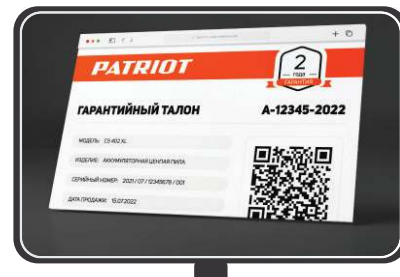 PATRIOT
2
ГОДА
ГАРАНТИЯ
ГАРАНТИЙНЫЙ ТАЛОН
A-12345-2022
МОДЕЛЬ: CS 402 XL
ИЗДЕЛИЕ: АККУМУЛЯТОРНАЯ ЦЕПНАЯ ПИЛА
СЕРИЙНЫЙ НОМЕР: 2021 / 07 / 12345678 / 001
ДАТА ПРОДАЖИ: 15.07.2022